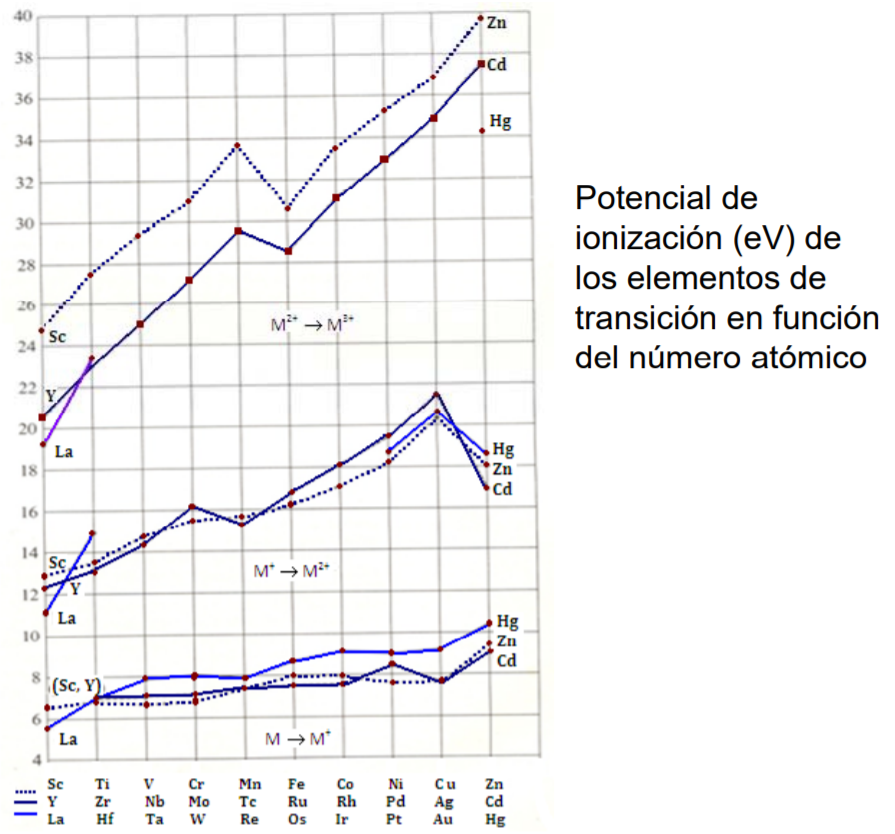 40
Zn
38
Cd
36
Hg
34
32
30
28
26
M²⁺ → M³⁺
Sc
24
22
Y
20
La
Hg
18
Zn
Cd
16
14
Sc
M⁺ → M²⁺
Y
12
La
10
Hg
Zn
8
Cd
(Sc, Y)
6
La
M → M⁺
4
Sc Ti V Cr Mn Fe Co Ni Cu Zn
Y Zr Nb Mo Tc Ru Rh Pd Ag Cd
La Hf Ta W Re Os Ir Pt Au Hg
Potencial de
ionización (eV) de
los elementos de
transición en función
del número atómico